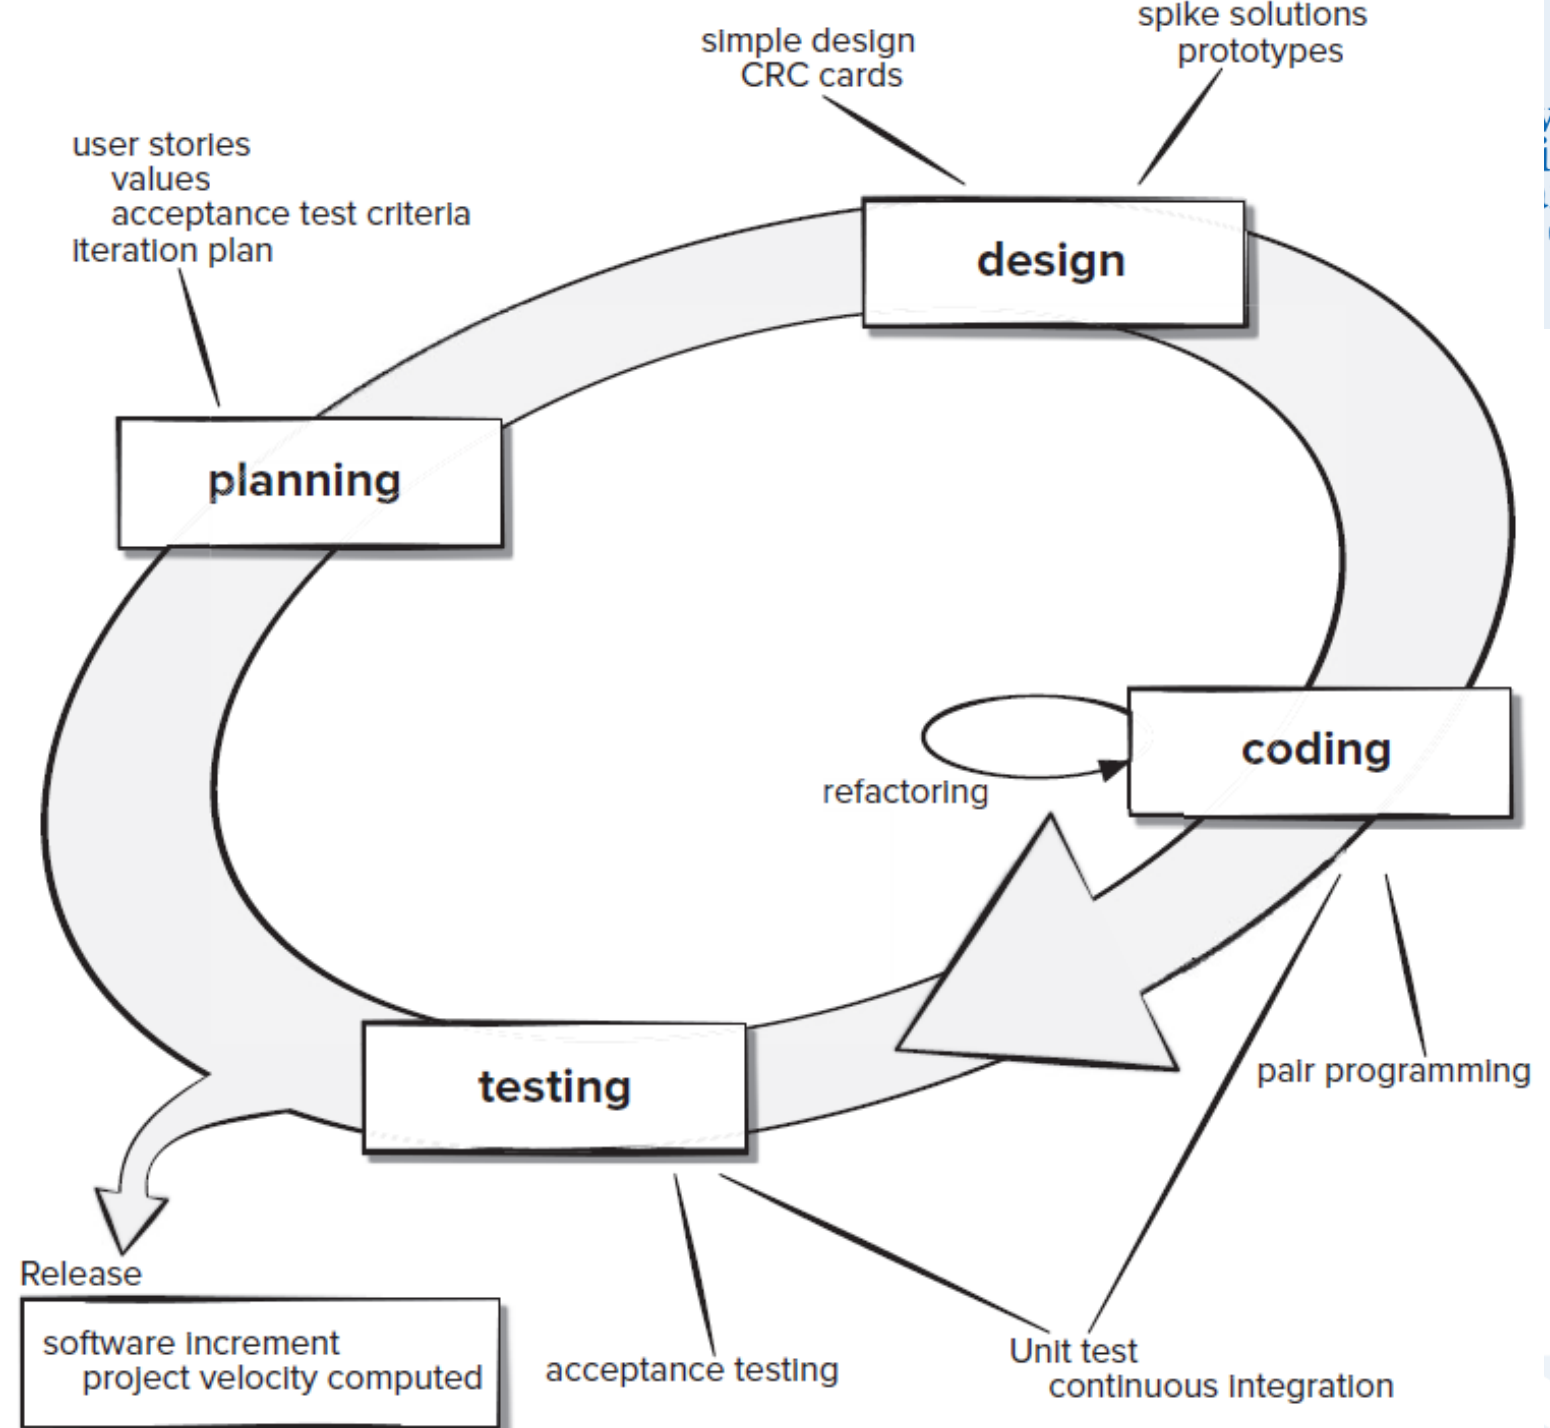 spike solutions
prototypes
simple design
CRC cards
user stories
values
acceptance test criteria
iteration plan
design
planning
coding
refactoring
testing
pair programming
Release
software increment
project velocity computed
acceptance testing
Unit test
continuous integration